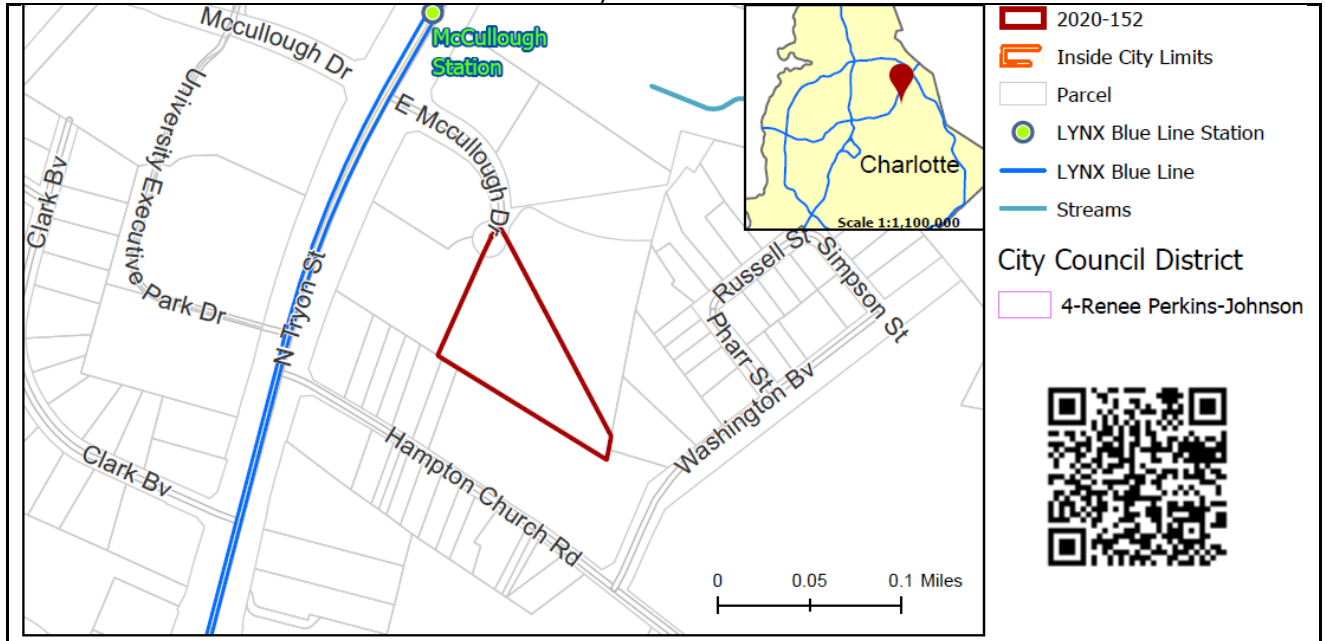 Mccullough Dr
McCullough
Station
University Executive
Park Dr
E Mccullough Dr
Clark Bv
N Tryon St
Clark Bv
Hampton Church Rd
Russell St
Simpson St
Pharr St
Washington Bv
Charlotte
Scale 1:1,100,000
0 0.05 0.1 Miles
2020-152
Inside City Limits
Parcel
LYNX Blue Line Station
LYNX Blue Line
Streams
City Council District
4-Renee Perkins-Johnson